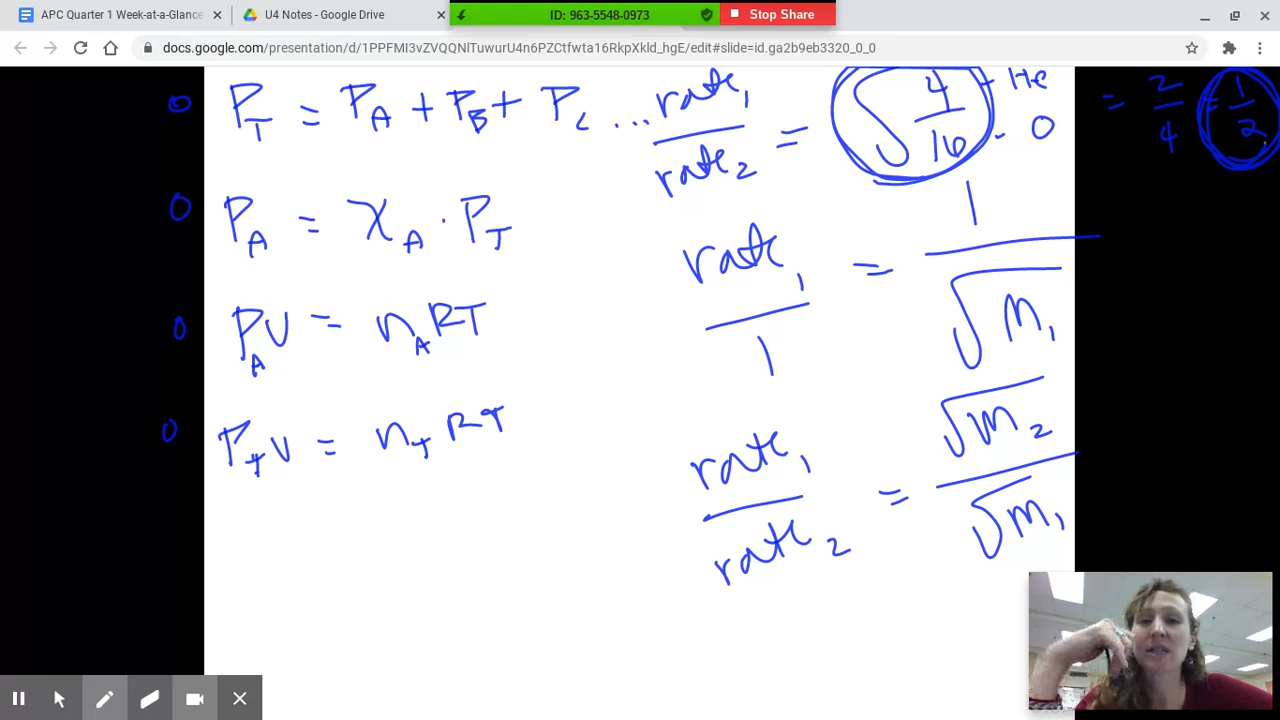 APC Quarter 1 Week-at-a-Glance
U4 Notes - Google Drive
ID: 963-5548-0973
Stop Share
docs.google.com/presentation/d/1PPFMI3vZVQQNlTuwurU4n6PZCtfwta16RkpXkld_hgE/edit#slide=id.ga2b9eb3320_0_0
P_T = P_A + P_B + P_C ...
P_A = X_A · P_T
P_A V = n_A RT
P_T V = n_T RT
rate_1 / rate_2 = √(4/16) - He - O = 2/4 = 1/2
rate_1 / 1 = 1 / √M_1
rate_1 / rate_2 = √M_2 / √M_1